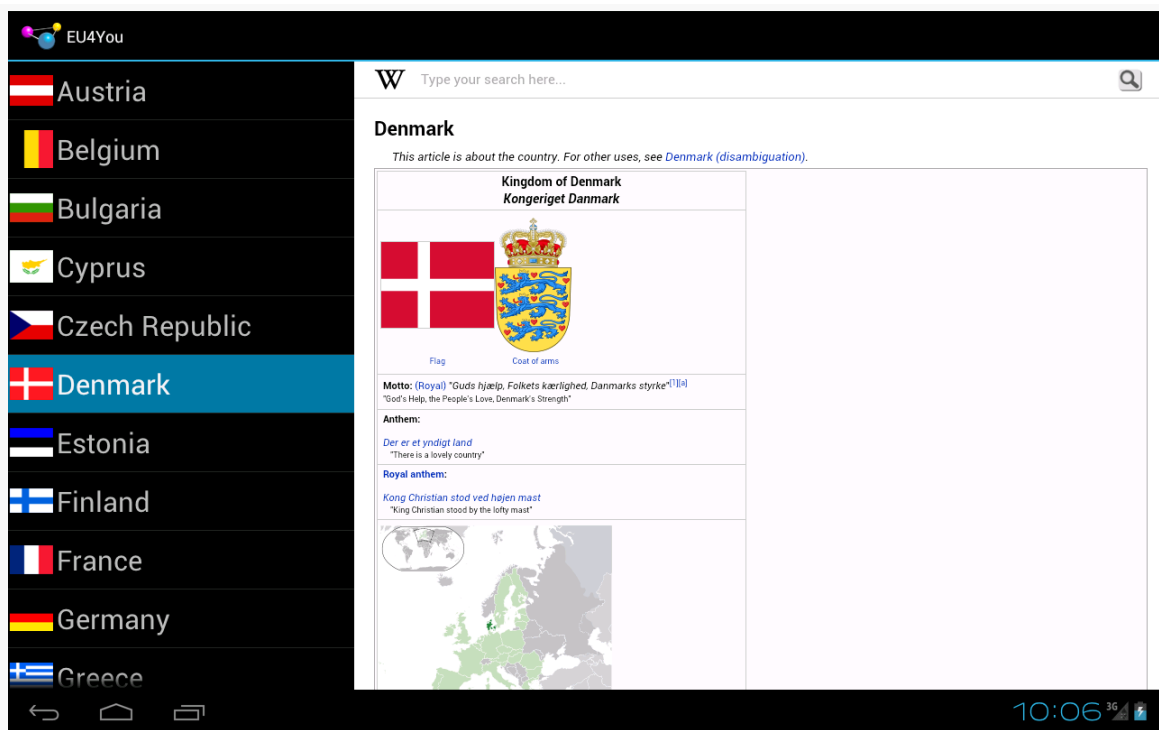 EU4You
Austria
Belgium
Bulgaria
Cyprus
Czech Republic
Denmark
Estonia
Finland
France
Germany
Greece
W Type your search here...
Denmark
This article is about the country. For other uses, see Denmark (disambiguation).
Kingdom of Denmark
Kongeriget Danmark
Flag Coat of arms
Motto: (Royal) "Guds hjælp, Folkets kærlighed, Danmarks styrke"[1][a]
"God's Help, the People's Love, Denmark's Strength"
Anthem:
Der er et yndigt land
"There is a lovely country"
Royal anthem:
Kong Christian stod ved højen mast
"King Christian stood by the lofty mast"
10:06 3G